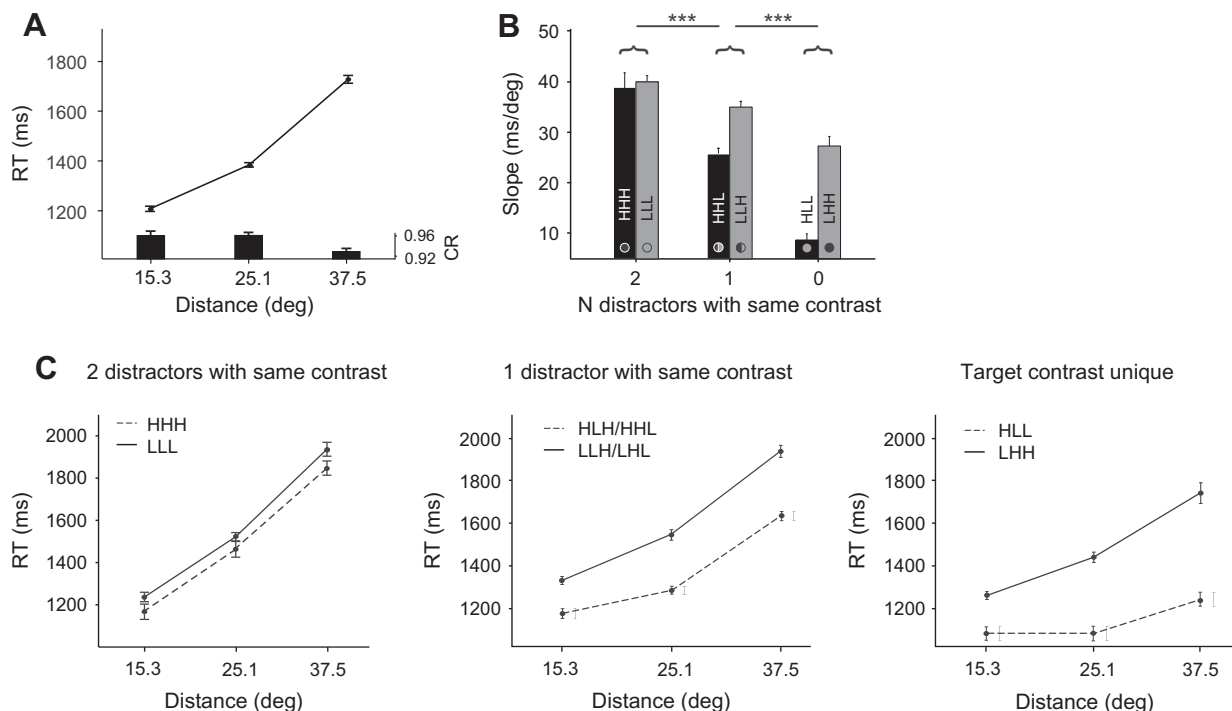 A
1800
1600
1400
1200
RT (ms)
0.96
0.92
CR
15.3 25.1 37.5
Distance (deg)
B
*** ***
50
40
30
20
10
Slope (ms/deg)
HHH LLL HHL LLH HLL LHH
2 1 0
N distractors with same contrast
C
2 distractors with same contrast
HHH
LLL
2000
1800
1600
1400
1200
RT (ms)
15.3 25.1 37.5
Distance (deg)
1 distractor with same contrast
HLH/HHL
LLH/LHL
2000
1800
1600
1400
1200
RT (ms)
15.3 25.1 37.5
Distance (deg)
Target contrast unique
HLL
LHH
2000
1800
1600
1400
1200
RT (ms)
15.3 25.1 37.5
Distance (deg)